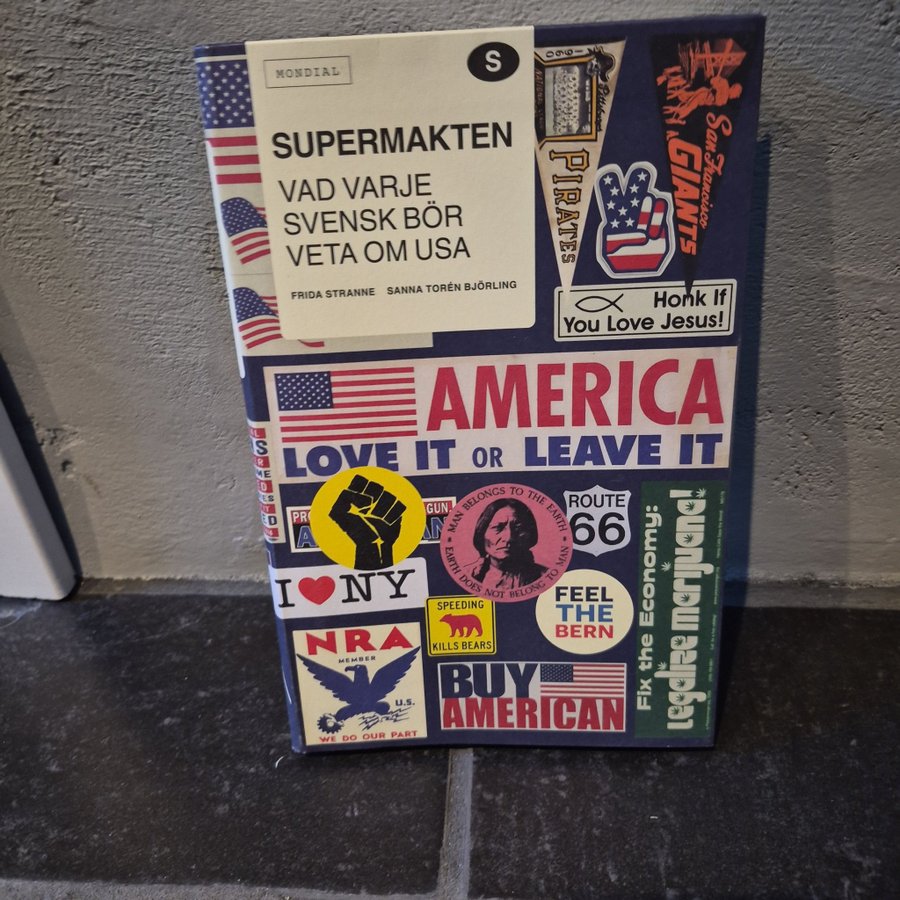 MONDIAL
S
SUPERMAKTEN
VAD VARJE
SVENSK BÖR
VETA OM USA
FRIDA STRANNE SANNA TORÉN BJÖRLING
1960
PIRATES
San Francisco
GIANTS
Honk If
You Love Jesus!
AMERICA
LOVE IT OR LEAVE IT
GUN
MAN BELONGS TO THE EARTH
EARTH DOES NOT BELONG TO MAN
ROUTE
66
I NY
SPEEDING
KILLS BEARS
FEEL
THE
BERN
NRA
MEMBER
U.S.
WE DO OUR PART
BUY
AMERICAN
Fix the Economy:
legalize marijuana!